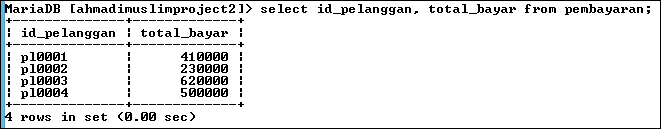 MariaDB [ahmadimuslimproject2]> select id_pelanggan, total_bayar from pembayaran;
+--------------+-------------+
¦ id_pelanggan ¦ total_bayar ¦
+--------------+-------------+
¦ pl0001       ¦      410000 ¦
¦ pl0002       ¦      230000 ¦
¦ pl0003       ¦      620000 ¦
¦ pl0004       ¦      500000 ¦
+--------------+-------------+
4 rows in set (0.00 sec)